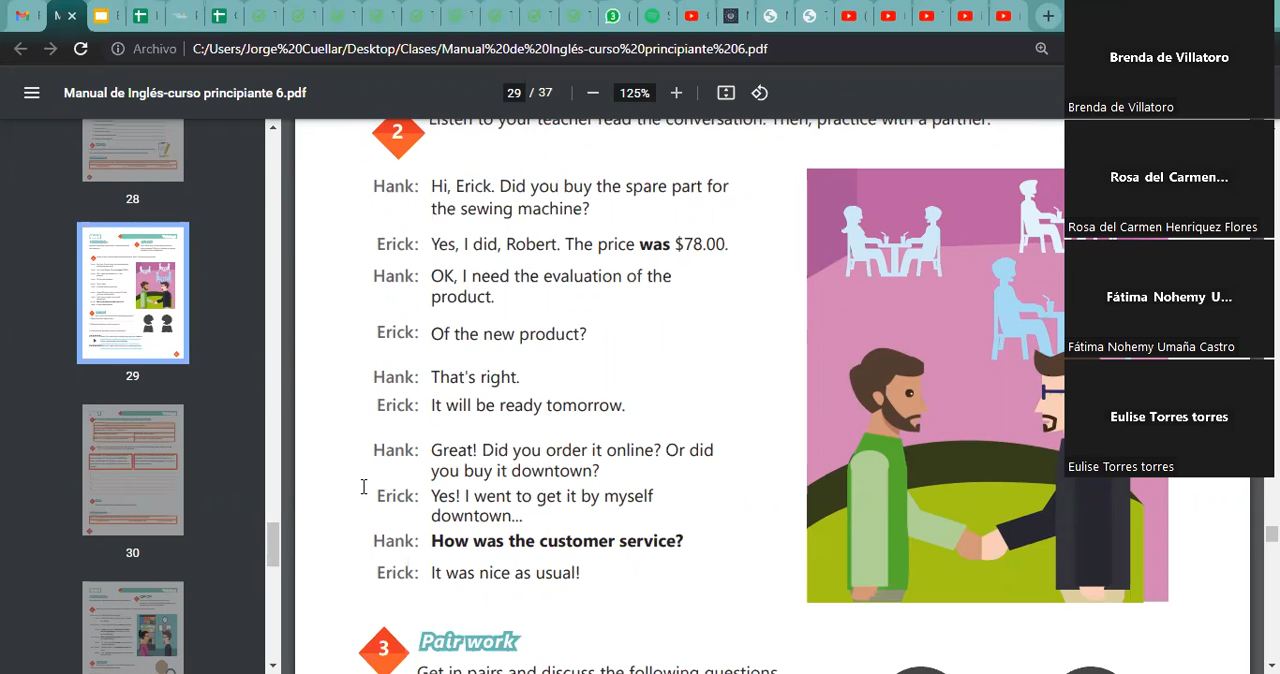 M
3
Archivo
C:/Users/Jorge%20Cuellar/Desktop/Clases/Manual%20de%20Inglés-curso%20principiante%206.pdf
Manual de Inglés-curso principiante 6.pdf
29 / 37
125%
28
29
30
2
Listen to your teacher read the conversation. Then, practice with a partner.
Hank: Hi, Erick. Did you buy the spare part for
the sewing machine?
Erick: Yes, I did, Robert. The price was $78.00.
Hank: OK, I need the evaluation of the
product.
Erick: Of the new product?
Hank: That's right.
Erick: It will be ready tomorrow.
Hank: Great! Did you order it online? Or did
you buy it downtown?
Erick: Yes! I went to get it by myself
downtown...
Hank: How was the customer service?
Erick: It was nice as usual!
3
Pair work
Get in pairs and discuss the following questions
Brenda de Villatoro
Brenda de Villatoro
Rosa del Carmen...
Rosa del Carmen Henriquez Flores
Fátima Nohemy U...
Fátima Nohemy Umaña Castro
Eulise Torres torres
Eulise Torres torres